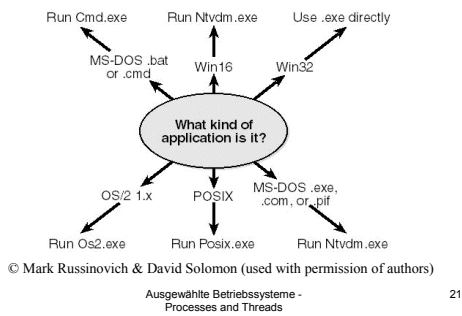 Run Cmd.exe
Run Ntvdm.exe
Use .exe directly
MS-DOS .bat
or .cmd
Win16
Win32
What kind of
application is it?
OS/2 1.x
POSIX
MS-DOS .exe,
.com, or .pif
Run Os2.exe
Run Posix.exe
Run Ntvdm.exe
© Mark Russinovich & David Solomon (used with permission of authors)
Ausgewählte Betriebssysteme -
Processes and Threads
21